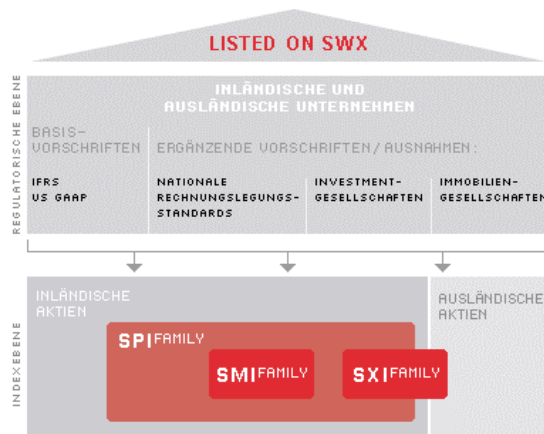 LISTED ON SWX
REGULATORISCHE EBENE
INLÄNDISCHE UND
AUSLÄNDISCHE UNTERNEHMEN
BASIS-
VORSCHRIFTEN
ERGÄNZENDE VORSCHRIFTEN/AUSNAHMEN:
IFRS
US GAAP
NATIONALE
RECHNUNGSLEGUNGS-
STANDARDS
INVESTMENT-
GESELLSCHAFTEN
IMMOBILIEN-
GESELLSCHAFTEN
INDEXEBENE
INLÄNDISCHE
AKTIEN
AUSLÄNDISCHE
AKTIEN
SPI FAMILY
SMI FAMILY
SXI FAMILY